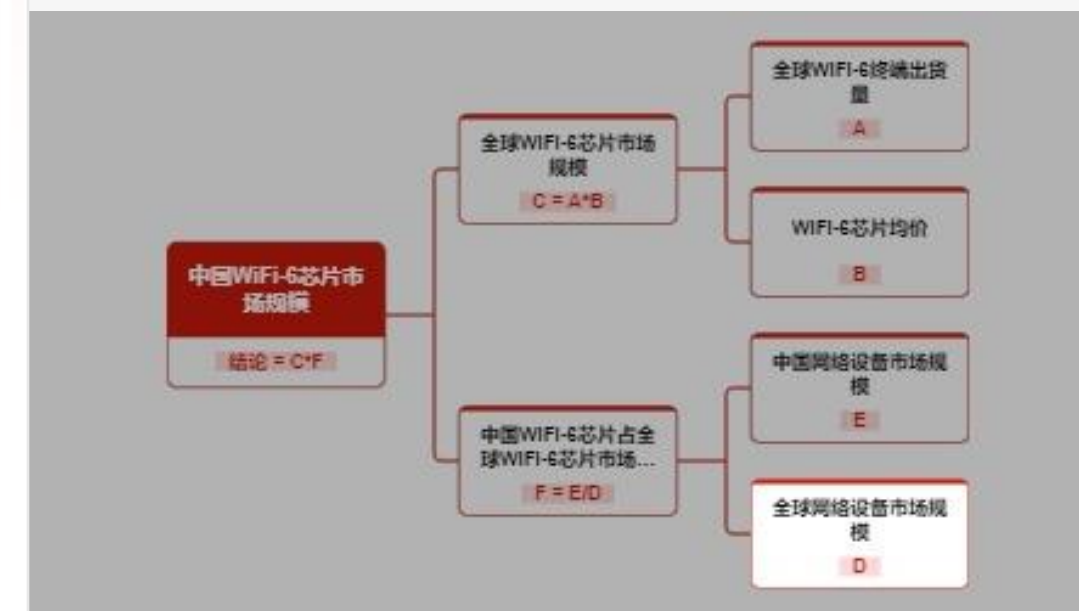 全球WIFI-6终端出货
量
A
全球WIFI-6芯片市场
规模
C = A*B
WIFI-6芯片均价
B
中国WiFi-6芯片市
场规模
结论 = C*F
中国网络设备市场规
模
E
中国WIFI-6芯片占全
球WIFI-6芯片市场...
F = E/D
全球网络设备市场规
模
D